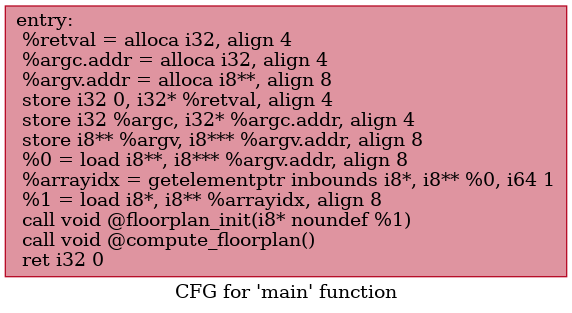 entry:
%retval = alloca i32, align 4
%argc.addr = alloca i32, align 4
%argv.addr = alloca i8**, align 8
store i32 0, i32* %retval, align 4
store i32 %argc, i32* %argc.addr, align 4
store i8** %argv, i8*** %argv.addr, align 8
%0 = load i8**, i8*** %argv.addr, align 8
%arrayidx = getelementptr inbounds i8*, i8** %0, i64 1
%1 = load i8*, i8** %arrayidx, align 8
call void @floorplan_init(i8* noundef %1)
call void @compute_floorplan()
ret i32 0
CFG for 'main' function